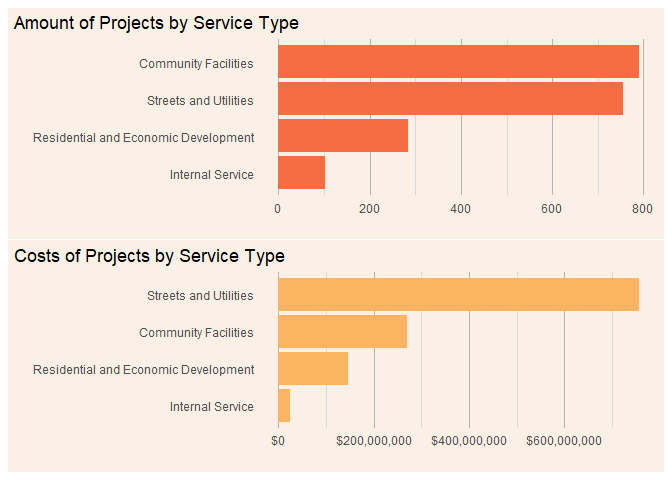 Amount of Projects by Service Type
Community Facilities
Streets and Utilities
Residential and Economic Development
Internal Service
0 200 400 600 800
Costs of Projects by Service Type
Streets and Utilities
Community Facilities
Residential and Economic Development
Internal Service
$0 $200,000,000 $400,000,000 $600,000,000